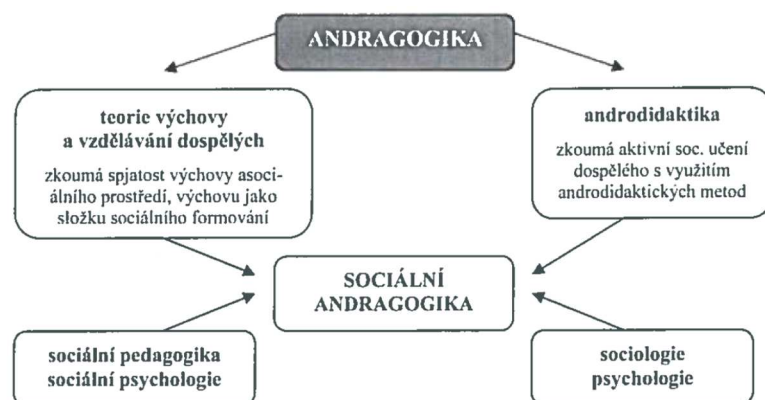 ANDRAGOGIKA
teorie výchovy
a vzdělávání dospělých
zkoumá spjatost výchovy asoci-
álního prostředí, výchovu jako
složku sociálního formování
androdidaktika
zkoumá aktivní soc. učení
dospělého s využitím
androdidaktických metod
SOCIÁLNÍ
ANDRAGOGIKA
sociální pedagogika
sociální psychologie
sociologie
psychologie